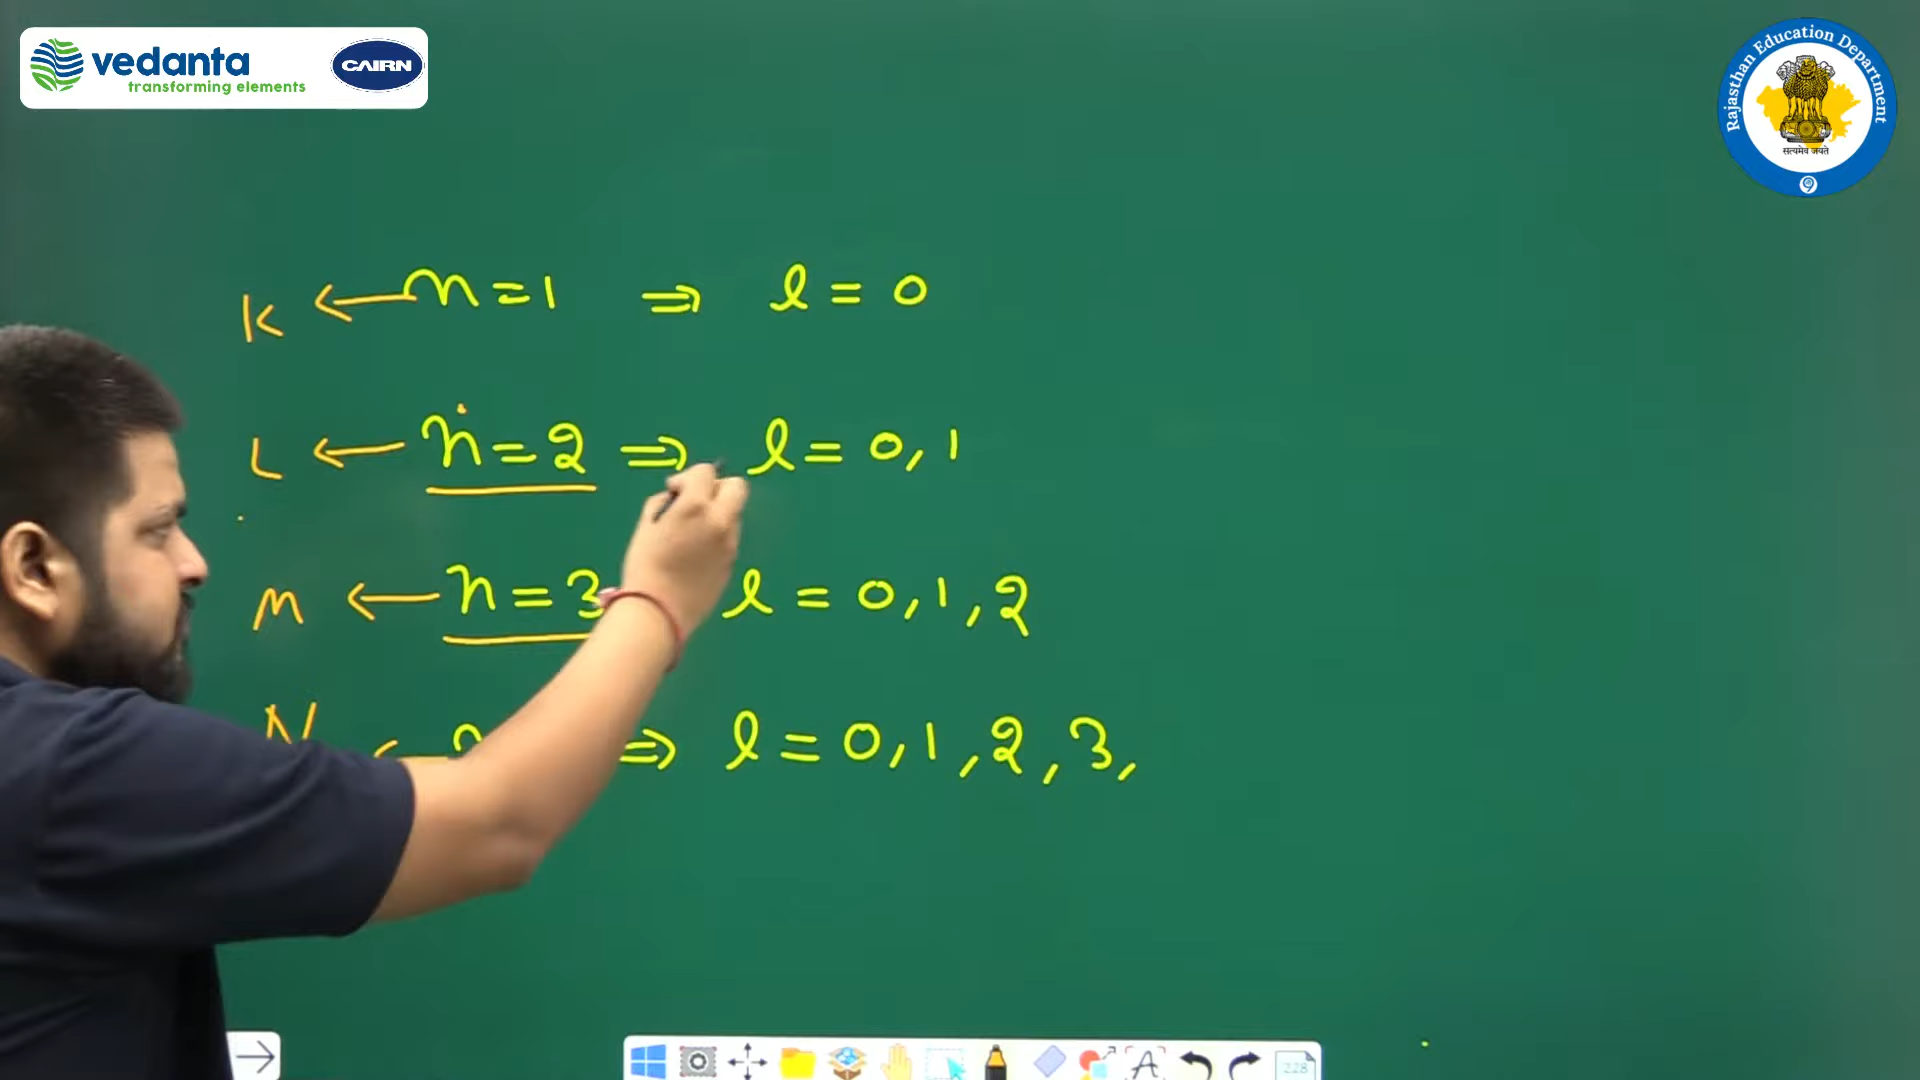 vedanta
transforming elements
CAIRN
Rajasthan Education Department
सत्यमेव जयते
K ← n = 1 ⇒ l = 0
L ← n = 2 ⇒ l = 0, 1
M ← n = 3 l = 0, 1, 2
N ← ⇒ l = 0, 1, 2, 3,
A
228